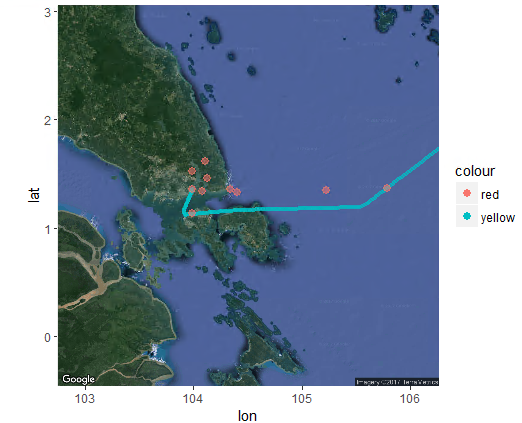 3
2
1
0
lat
103
104
105
106
lon
colour
red
yellow
Google
Imagery ©2017 TerraMetrics